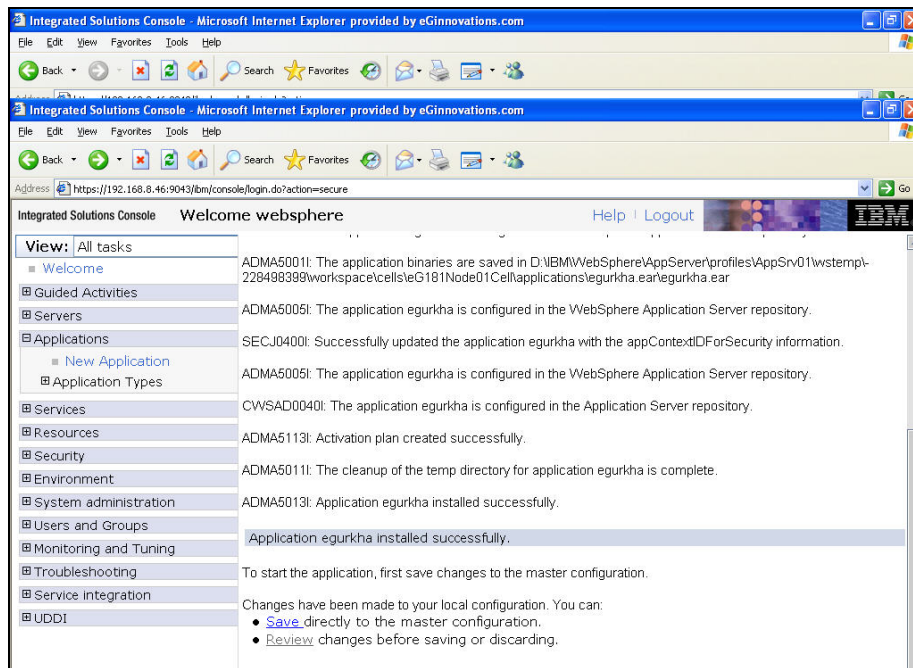 Integrated Solutions Console - Microsoft Internet Explorer provided by eGinnovations.com
File Edit View Favorites Tools Help
Back Search Favorites
Integrated Solutions Console - Microsoft Internet Explorer provided by eGinnovations.com
File Edit View Favorites Tools Help
Back Search Favorites
Address https://192.168.8.46:9043/ibm/console/login.do?action=secure Go
Integrated Solutions Console Welcome websphere Help | Logout IBM
View: All tasks
Welcome
Guided Activities
Servers
Applications
New Application
Application Types
Services
Resources
Security
Environment
System administration
Users and Groups
Monitoring and Tuning
Troubleshooting
Service integration
UDDI
ADMA5001I: The application binaries are saved in D:\IBM\WebSphere\AppServer\profiles\AppSrv01\wstemp\-
228498399\workspace\cells\eG181Node01Cell\applications\egurkha.ear\egurkha.ear
ADMA5005I: The application egurkha is configured in the WebSphere Application Server repository.
SECJ0400I: Successfully updated the application egurkha with the appContextIDForSecurity information.
ADMA5005I: The application egurkha is configured in the WebSphere Application Server repository.
CWSAD0040I: The application egurkha is configured in the Application Server repository.
ADMA5113I: Activation plan created successfully.
ADMA5011I: The cleanup of the temp directory for application egurkha is complete.
ADMA5013I: Application egurkha installed successfully.
Application egurkha installed successfully.
To start the application, first save changes to the master configuration.
Changes have been made to your local configuration. You can:
Save directly to the master configuration.
Review changes before saving or discarding.